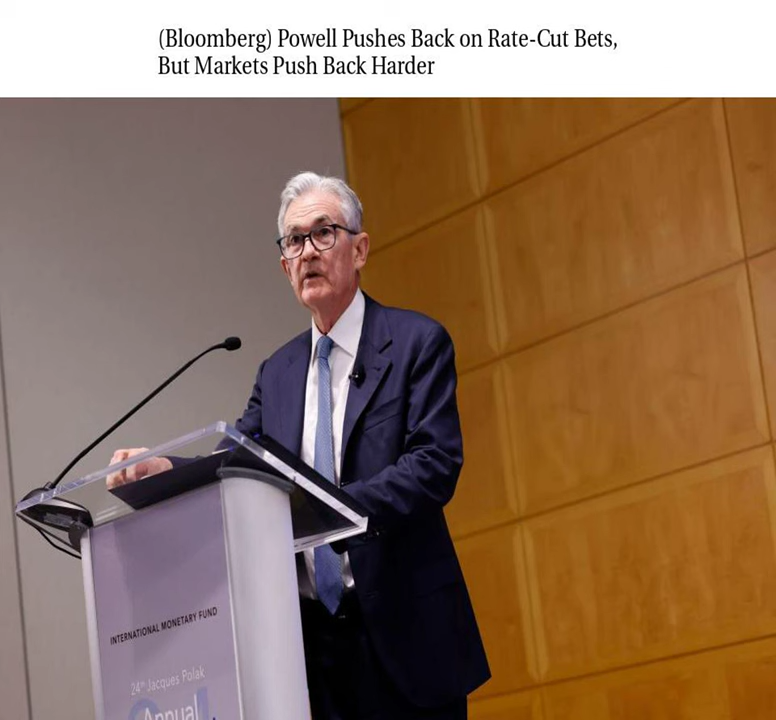 (Bloomberg) Powell Pushes Back on Rate-Cut Bets,
But Markets Push Back Harder
INTERNATIONAL MONETARY FUND
24th Jacques Polak
Annual